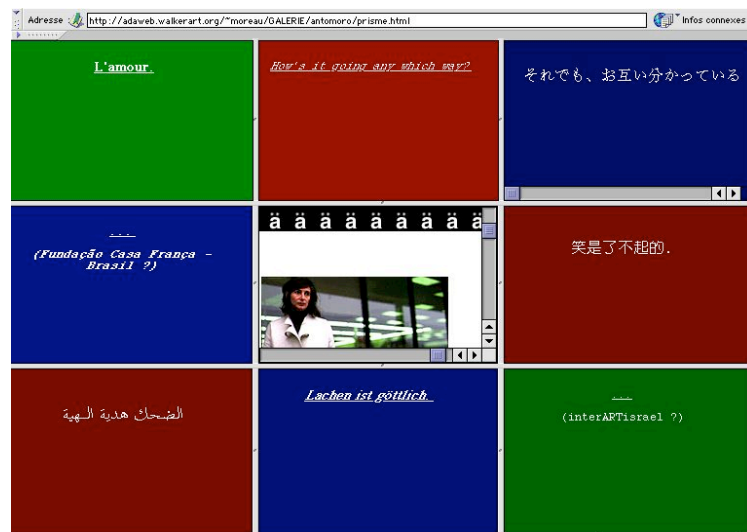 Adresse http://adaweb.walkerart.org/~moreau/GALERIE/antomoro/prisme.html Infos connexes
L'amour.
How's it going any which way?
それでも、お互い分かっている
...
(Fundação Casa França -
Brasil ?)
ä ä ä ä ä ä ä ä ä
笑是了不起的.
الضحك هدية الهية
Lachen ist göttlich.
...
(interARTisrael ?)